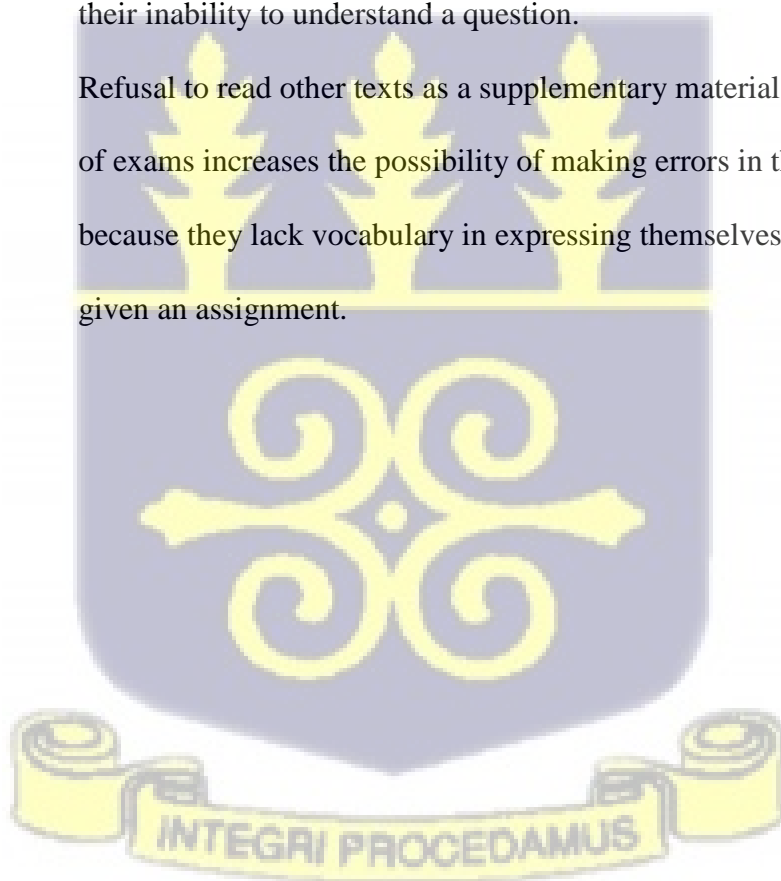 their inability to understand a question.
Refusal to read other texts as a supplementary material
of exams increases the possibility of making errors in
because they lack vocabulary in expressing themselves
given an assignment.
INTEGRI PROCEDAMUS